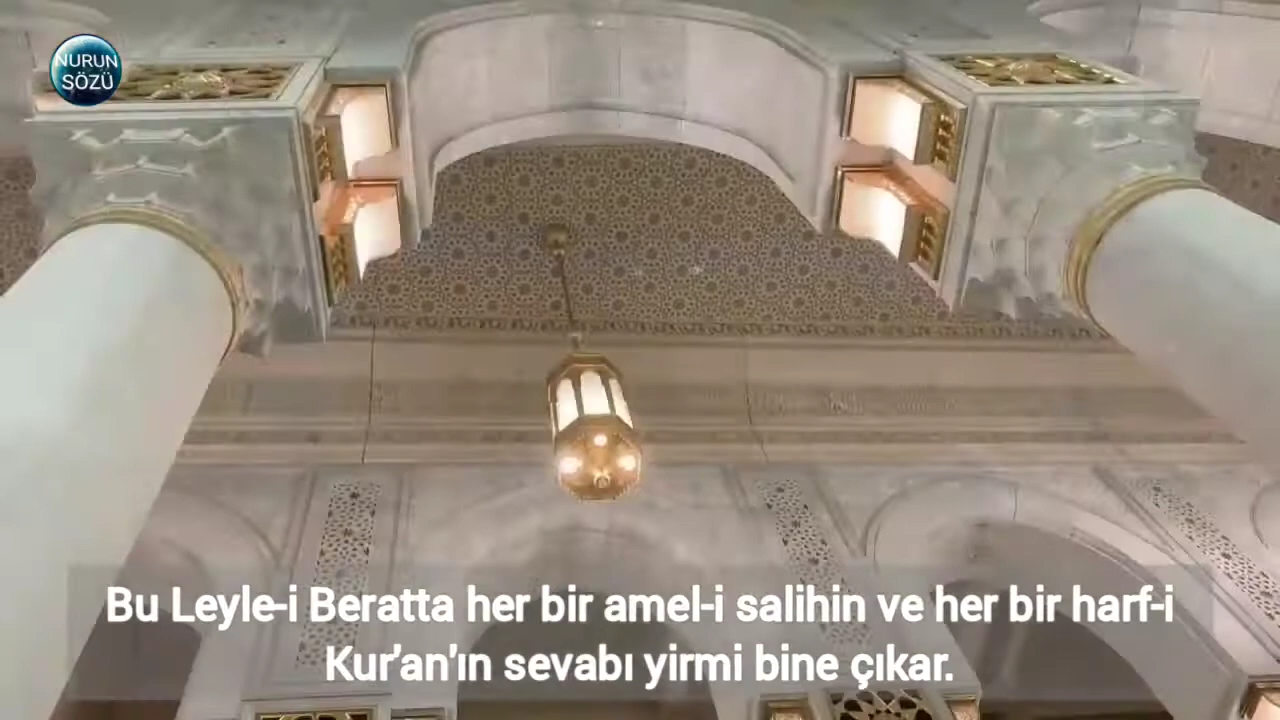 NURUN
SÖZÜ
Bu Leyle-i Beratta her bir amel-i salihin ve her bir harf-i
Kur'an'ın sevabı yirmi bine çıkar.